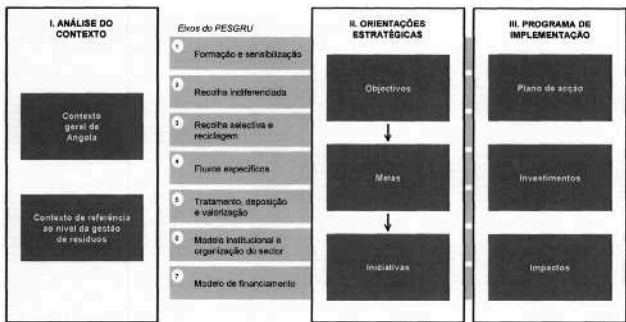 I. ANÁLISE DO
CONTEXTO
Contexto
geral de
Angola
Contexto de referência
ao nível da gestão
de resíduos
Eixos do PESGRU
1
Formação e sensibilização
2
Recolha indiferenciada
3
Recolha selectiva e
reciclagem
4
Fluxos específicos
5
Tratamento, deposição
e valorização
6
Modelo institucional e
organização do sector
7
Modelo de financiamento
II. ORIENTAÇÕES
ESTRATÉGICAS
Objectivos
Metas
Iniciativas
III. PROGRAMA DE
IMPLEMENTAÇÃO
Plano de acção
Investimentos
Impactos